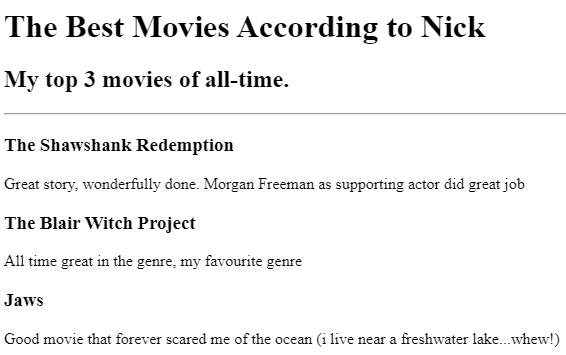 The Best Movies According to Nick
My top 3 movies of all-time.
The Shawshank Redemption
Great story, wonderfully done. Morgan Freeman as supporting actor did great job
The Blair Witch Project
All time great in the genre, my favourite genre
Jaws
Good movie that forever scared me of the ocean (i live near a freshwater lake...whew!)